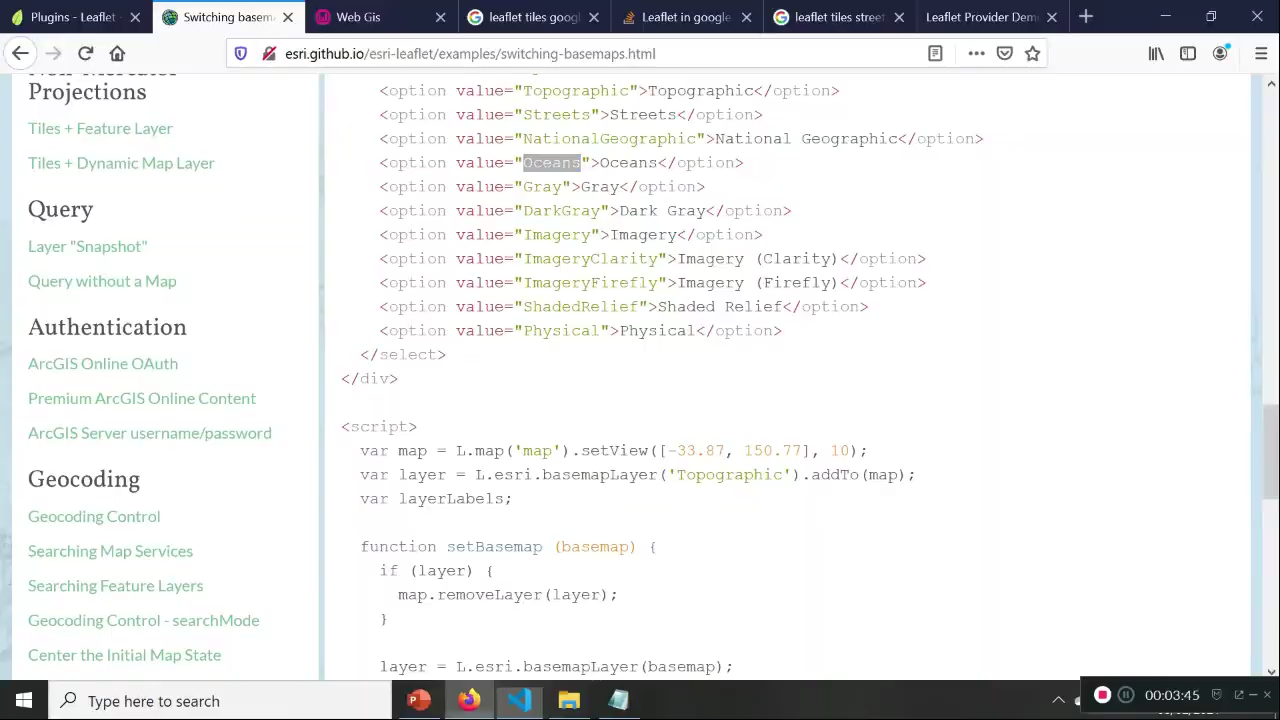 Plugins - Leaflet
Switching basem
Web Gis
leaflet tiles goog
Leaflet in google
leaflet tiles street
Leaflet Provider Dem
esri.github.io/esri-leaflet/examples/switching-basemaps.html
Projections
Tiles + Feature Layer
Tiles + Dynamic Map Layer
Query
Layer "Snapshot"
Query without a Map
Authentication
ArcGIS Online OAuth
Premium ArcGIS Online Content
ArcGIS Server username/password
Geocoding
Geocoding Control
Searching Map Services
Searching Feature Layers
Geocoding Control - searchMode
Center the Initial Map State
<option value="Topographic">Topographic</option>
<option value="Streets">Streets</option>
<option value="NationalGeographic">National Geographic</option>
<option value="Oceans">Oceans</option>
<option value="Gray">Gray</option>
<option value="DarkGray">Dark Gray</option>
<option value="Imagery">Imagery</option>
<option value="ImageryClarity">Imagery (Clarity)</option>
<option value="ImageryFirefly">Imagery (Firefly)</option>
<option value="ShadedRelief">Shaded Relief</option>
<option value="Physical">Physical</option>
</select>
</div>
<script>
var map = L.map('map').setView([-33.87, 150.77], 10);
var layer = L.esri.basemapLayer('Topographic').addTo(map);
var layerLabels;
function setBasemap (basemap) {
if (layer) {
map.removeLayer(layer);
}
layer = L.esri.basemapLayer(basemap);
Type here to search
00:03:45